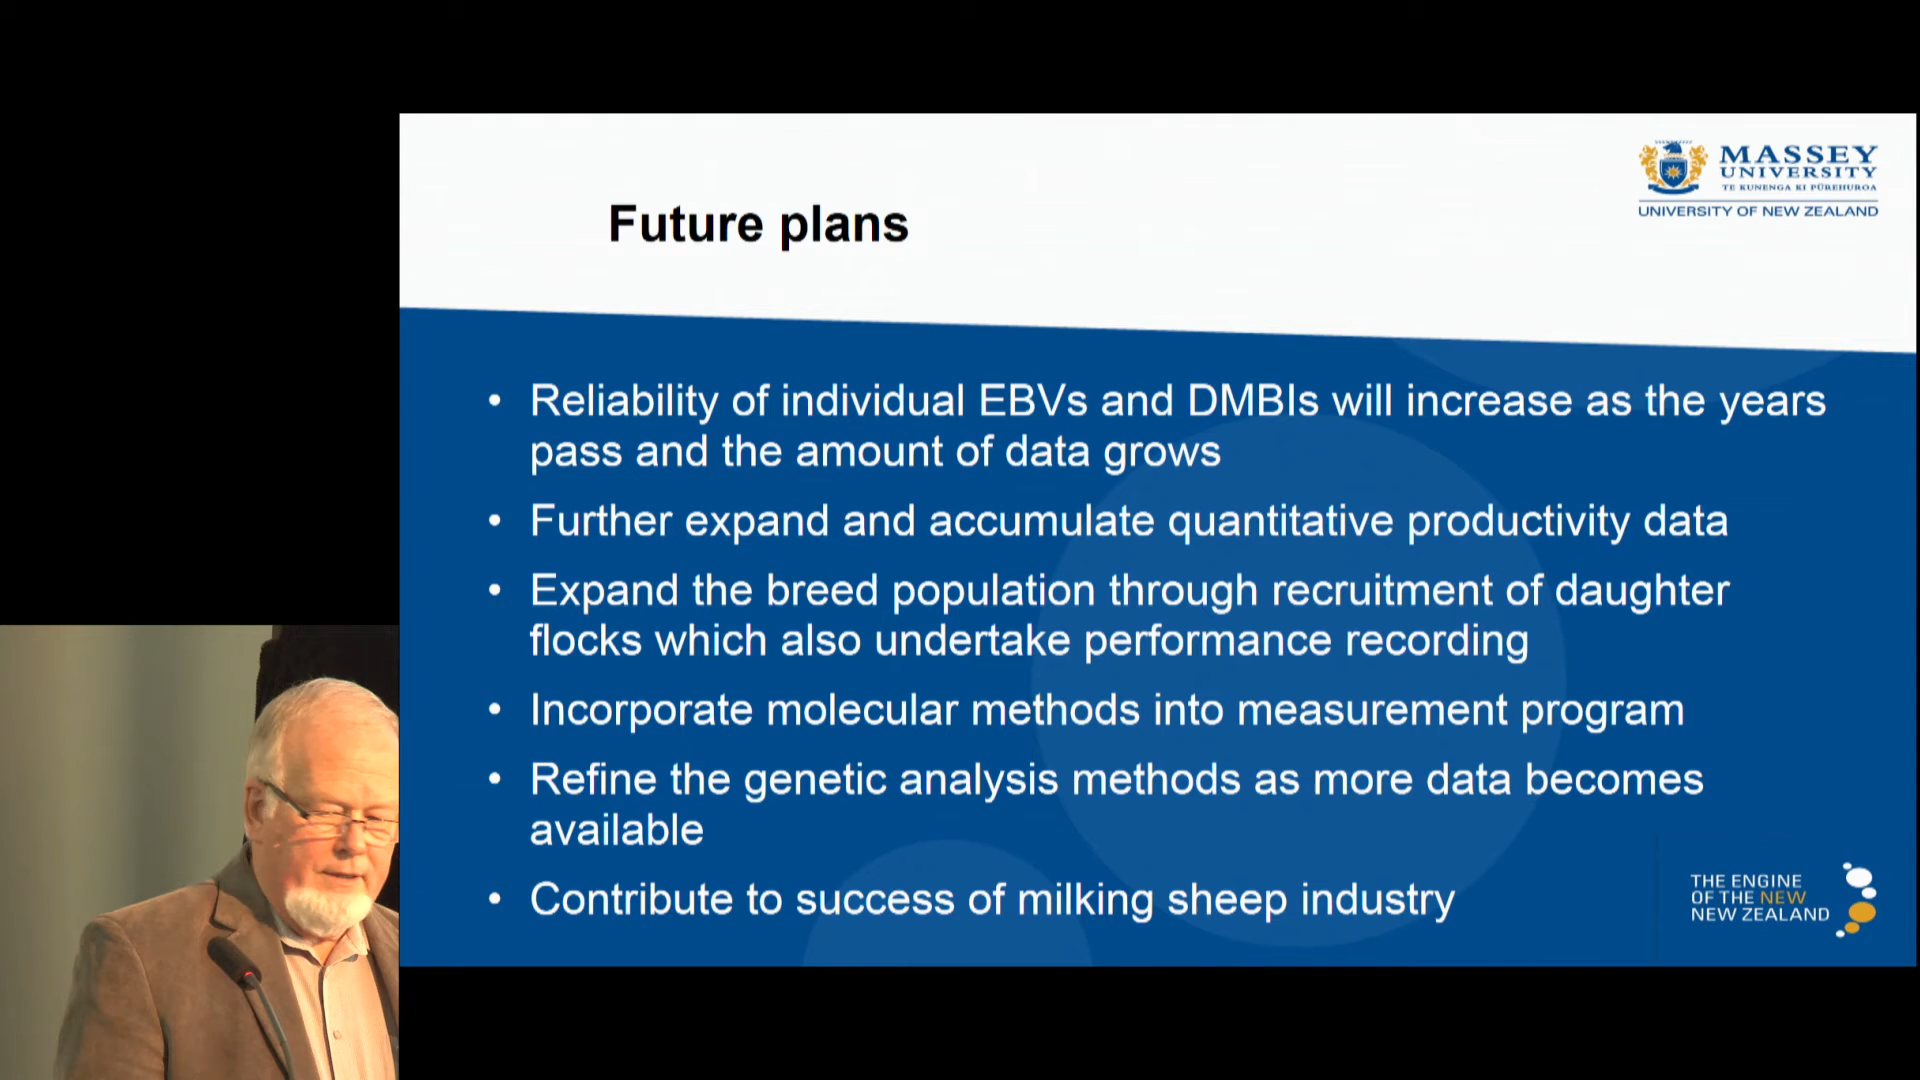 MASSEY
UNIVERSITY
TE KUNENGA KI PŪREHUROA
UNIVERSITY OF NEW ZEALAND
Future plans
• Reliability of individual EBVs and DMBIs will increase as the years
pass and the amount of data grows
• Further expand and accumulate quantitative productivity data
• Expand the breed population through recruitment of daughter
flocks which also undertake performance recording
• Incorporate molecular methods into measurement program
• Refine the genetic analysis methods as more data becomes
available
• Contribute to success of milking sheep industry
THE ENGINE
OF THE NEW
NEW ZEALAND